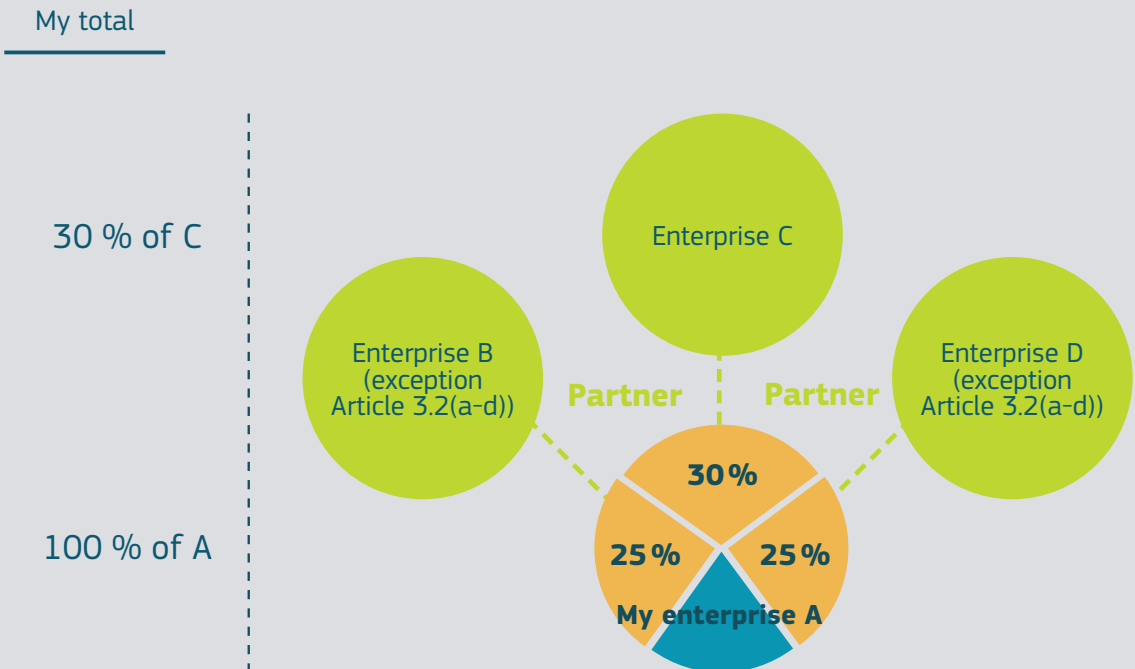 My total
30 % of C
Enterprise C
Enterprise B
(exception
Article 3.2(a-d))
Enterprise D
(exception
Article 3.2(a-d))
Partner
Partner
30 %
100 % of A
25 %
25 %
My enterprise A